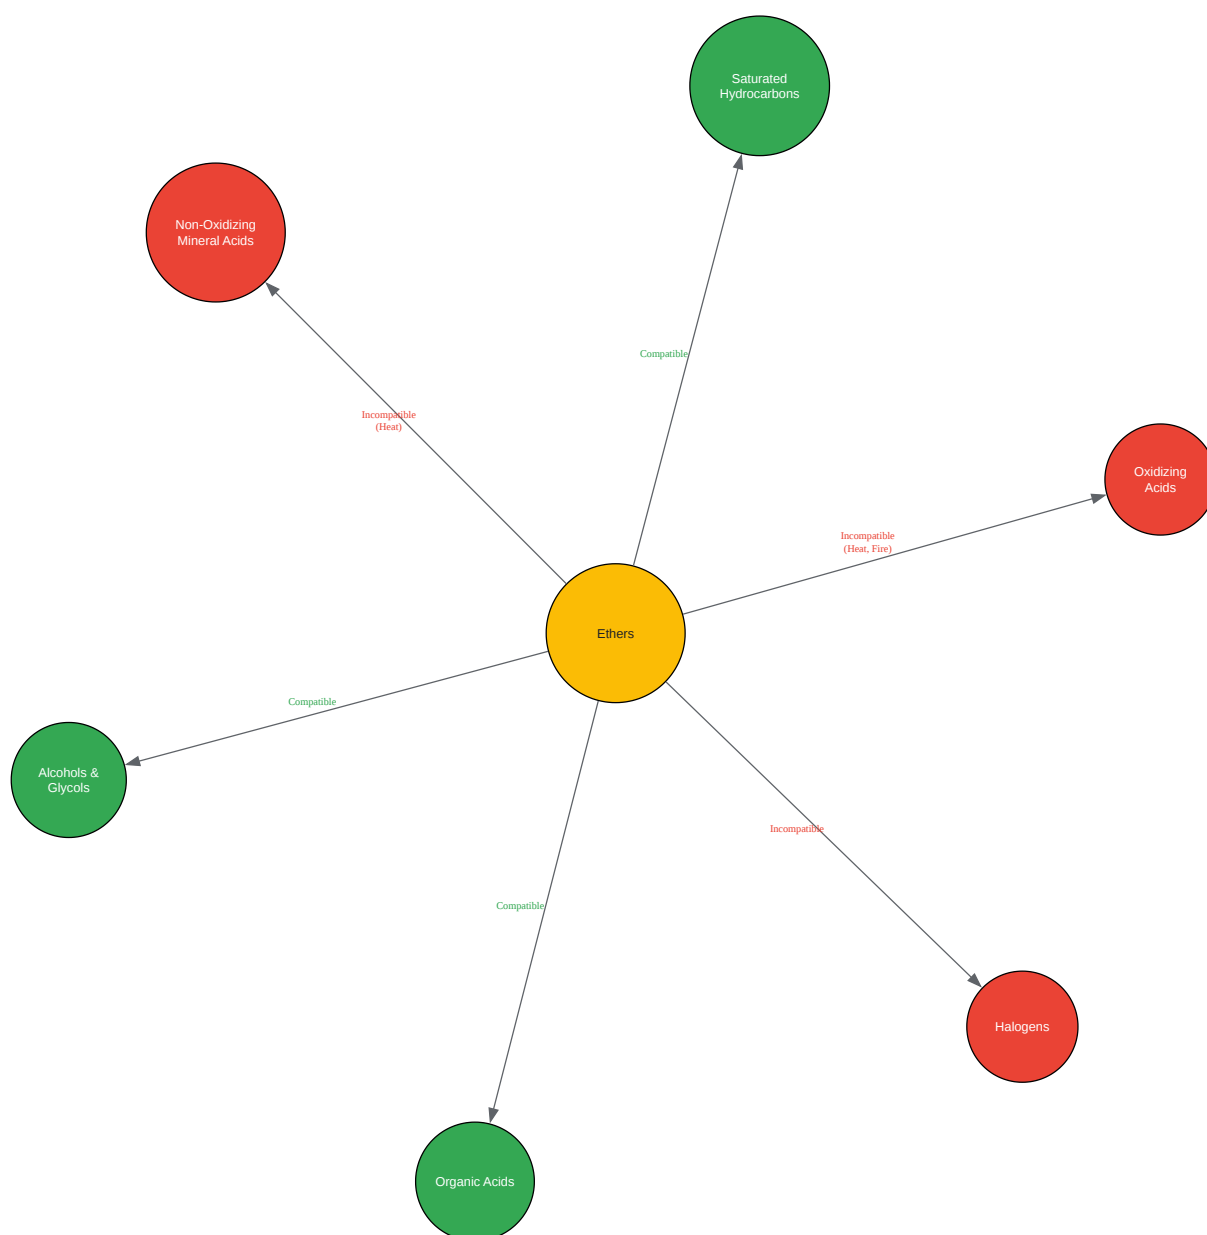 Saturated
Hydrocarbons
Non-Oxidizing
Mineral Acids
Compatible
Incompatible
(Heat)
Oxidizing
Acids
Incompatible
(Heat, Fire)
Ethers
Compatible
Alcohols &
Glycols
Incompatible
Compatible
Halogens
Organic Acids